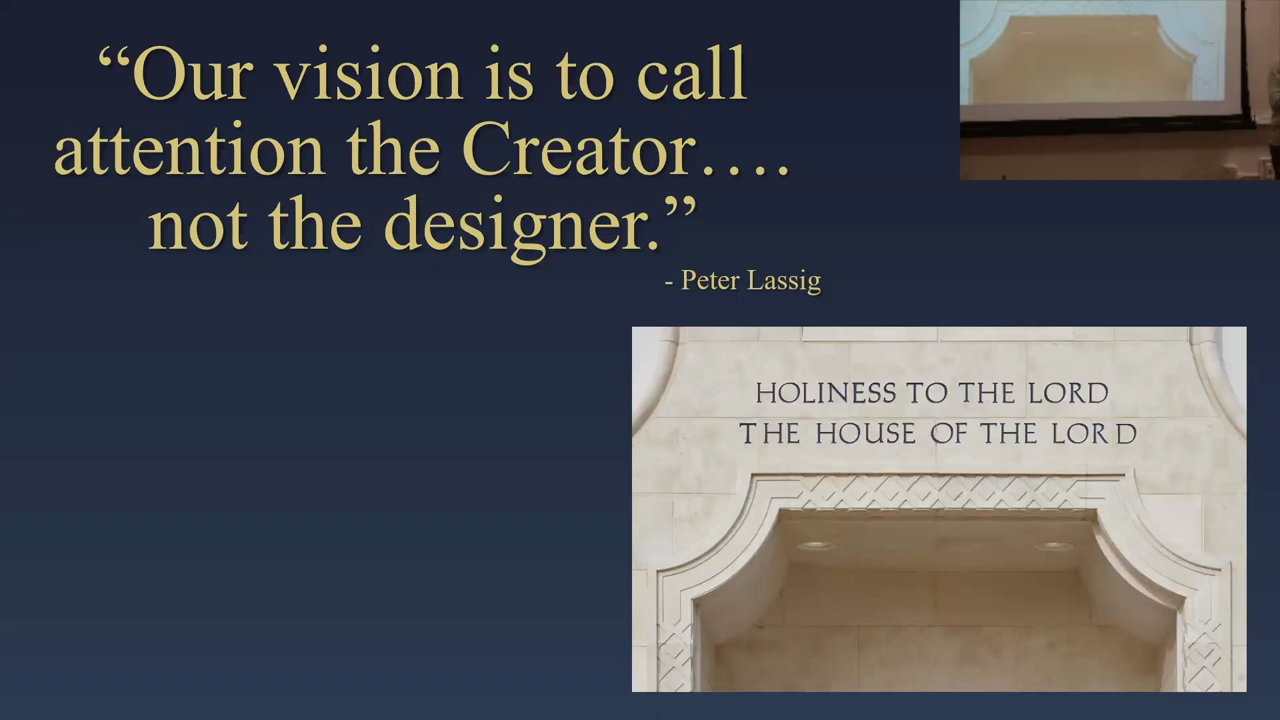 “Our vision is to call
attention the Creator….
not the designer.”
- Peter Lassig
HOLINESS TO THE LORD
THE HOUSE OF THE LORD